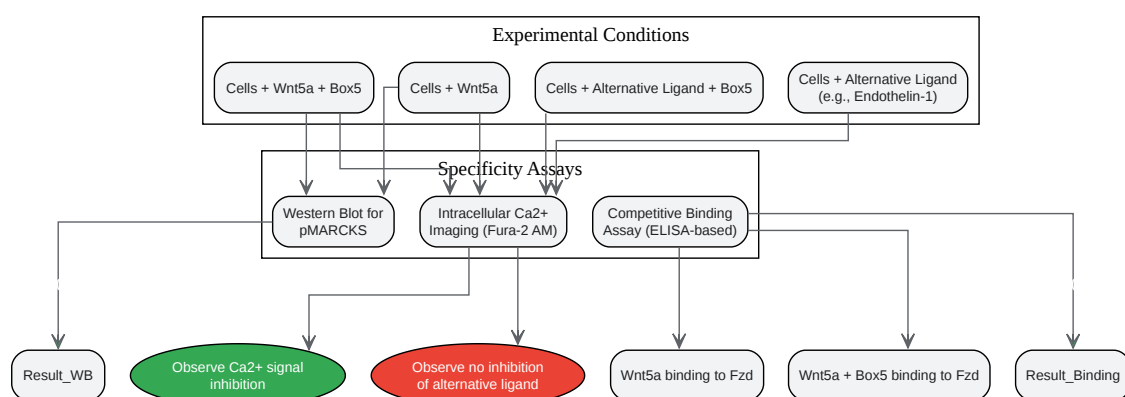 Experimental Conditions
Cells + Wnt5a + Box5
Cells + Wnt5a
Cells + Alternative Ligand + Box5
Cells + Alternative Ligand
(e.g., Endothelin-1)
Specificity Assays
Western Blot for
pMARCKS
Intracellular Ca2+
Imaging (Fura-2 AM)
Competitive Binding
Assay (ELISA-based)
Result_WB
Observe Ca2+ signal
inhibition
Observe no inhibition
of alternative ligand
Wnt5a binding to Fzd
Wnt5a + Box5 binding to Fzd
Result_Binding